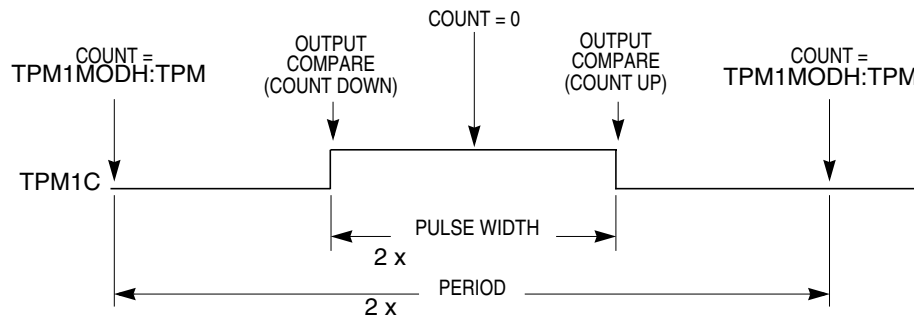 COUNT = 0
COUNT =
TPM1MODH:TPM
OUTPUT
COMPARE
(COUNT DOWN)
OUTPUT
COMPARE
(COUNT UP)
COUNT =
TPM1MODH:TPM
TPM1C
PULSE WIDTH
2 x
PERIOD
2 x